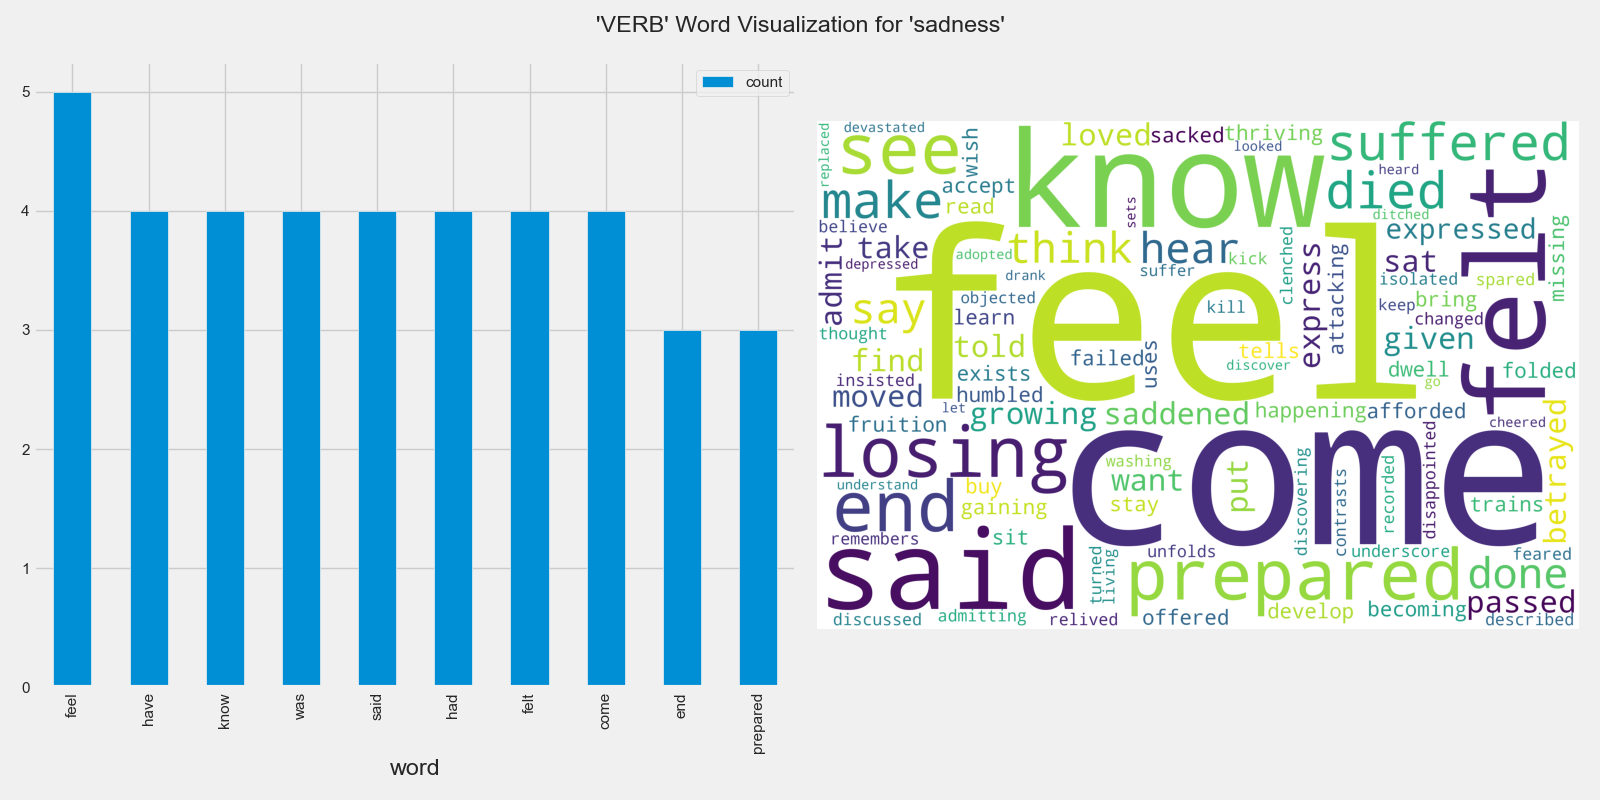 'VERB' Word Visualization for 'sadness'
count
5
4
3
2
1
0
feel
have
know
was
said
had
felt
come
end
prepared
word
replaced
devastated
see
wish
know
loved
sacked
thriving
looked
suffered
heard
make
accept
read
sets
died
ditched
felt
believe
take
adopted
think
hear
kick
clenched
expressed
missing
admit
depressed
drank
suffer
express
attacking
sat
isolated
spared
say
objected
feel
kill
keep
bring
learn
changed
thought
told
failed
uses
tells
discover
given
find
exists
dwell
folded
insisted
humbled
go
moved
let
growing
saddened
happening
afforded
fruition
cheered
losing
come
washing
want
put
disappointed
betrayed
understand
buy
stay
discovering
contrasts
recorded
trains
end
gaining
remembers
sit
unfolds
underscore
feared
said
turned
living
prepared
done
passed
discussed
admitting
relived
offered
develop
becoming
described